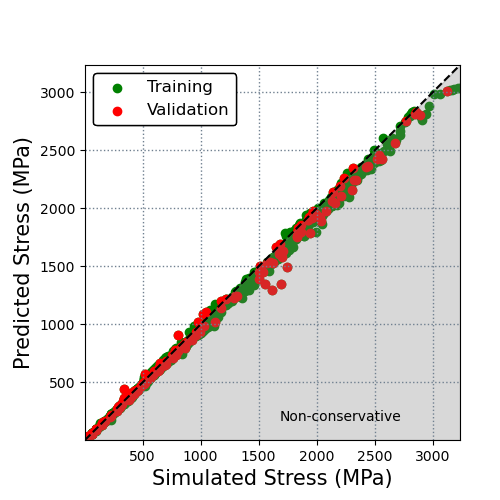 Training
Validation
Predicted Stress (MPa)
3000
2500
2000
1500
1000
500
Non-conservative
500 1000 1500 2000 2500 3000
Simulated Stress (MPa)